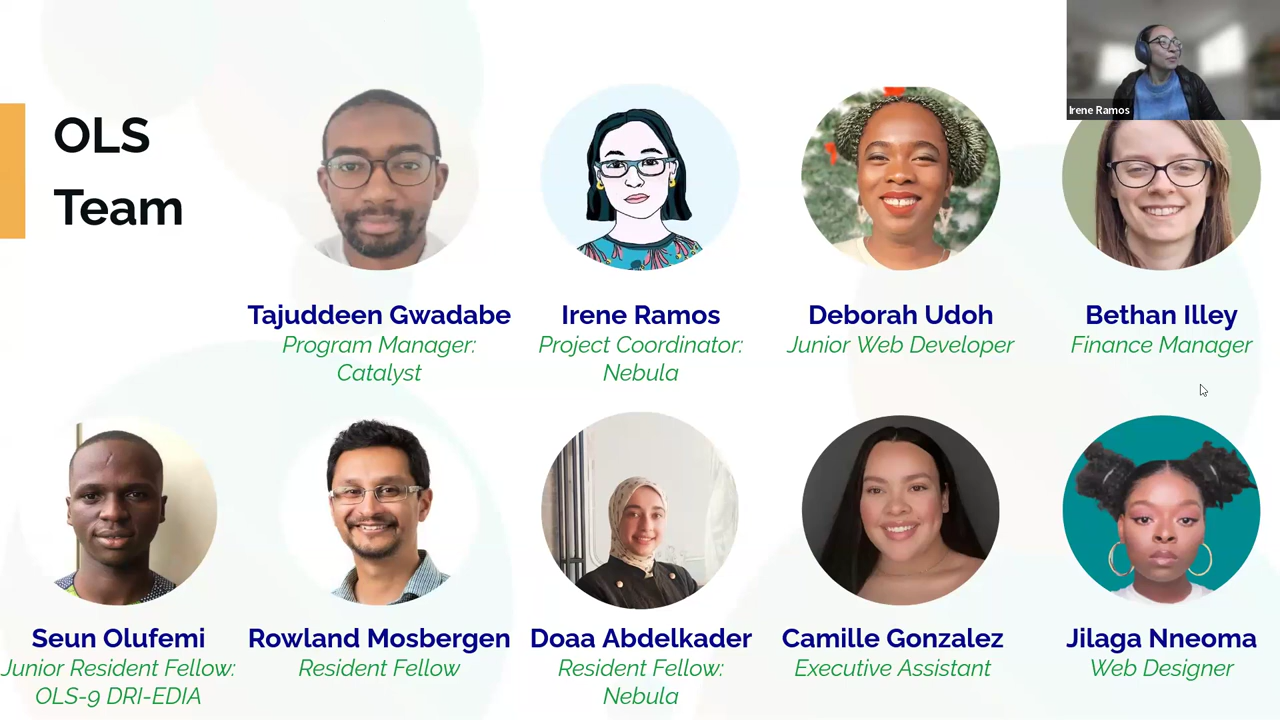 OLS
Team
Irene Ramos
Tajuddeen Gwadabe
Program Manager:
Catalyst
Irene Ramos
Project Coordinator:
Nebula
Deborah Udoh
Junior Web Developer
Bethan Illey
Finance Manager
Seun Olufemi
Junior Resident Fellow:
OLS-9 DRI-EDIA
Rowland Mosbergen
Resident Fellow
Doaa Abdelkader
Resident Fellow:
Nebula
Camille Gonzalez
Executive Assistant
Jilaga Nneoma
Web Designer